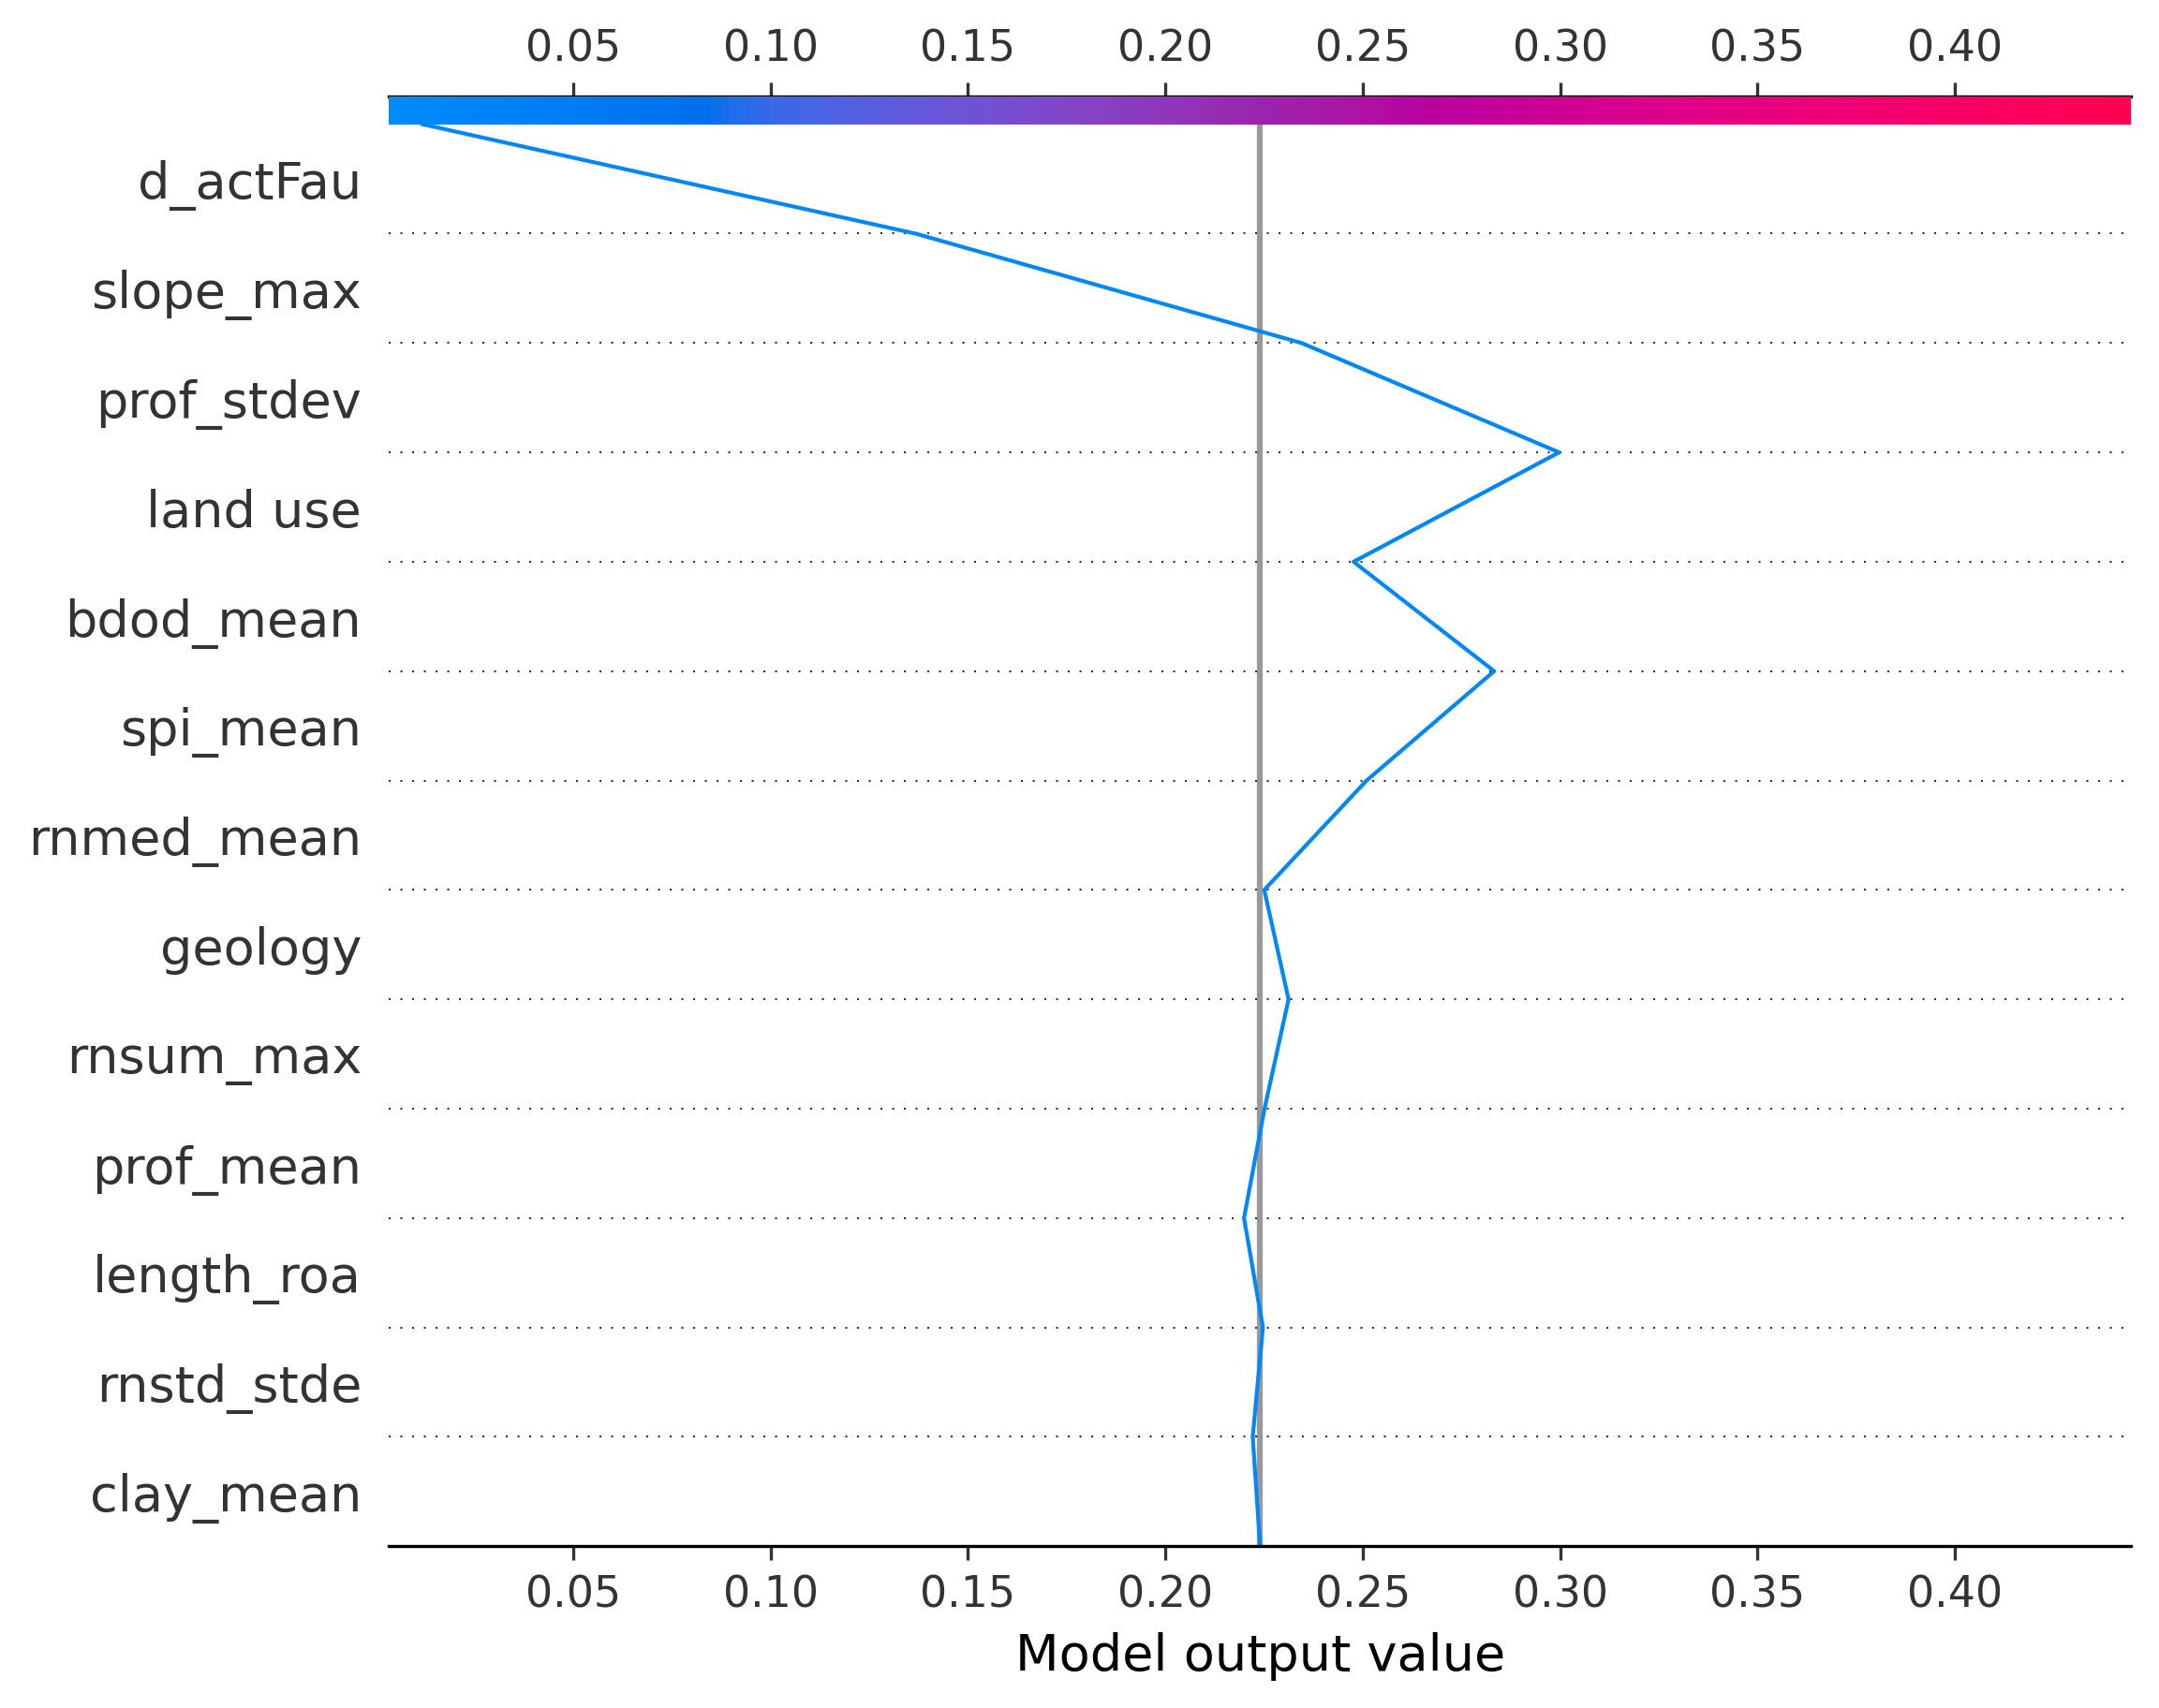 0.05 0.10 0.15 0.20 0.25 0.30 0.35 0.40
d_actFau
slope_max
prof_stdev
land use
bdod_mean
spi_mean
rnmed_mean
geology
rnsum_max
prof_mean
length_roa
rnstd_stde
clay_mean
0.05 0.10 0.15 0.20 0.25 0.30 0.35 0.40
Model output value